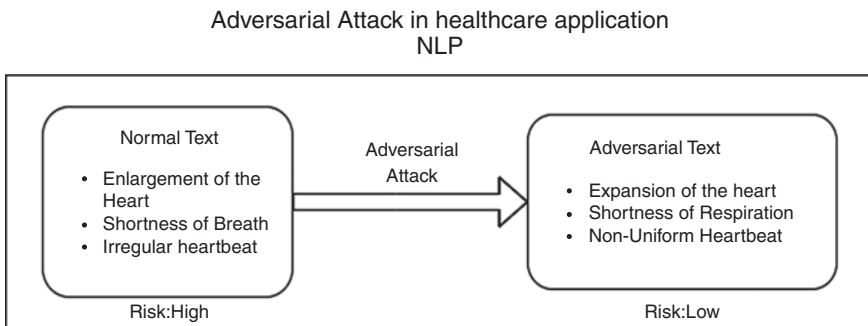 Adversarial Attack in healthcare application
NLP
Normal Text
• Enlargement of the
Heart
• Shortness of Breath
• Irregular heartbeat
Risk:High
Adversarial
Attack
Adversarial Text
• Expansion of the heart
• Shortness of Respiration
• Non-Uniform Heartbeat
Risk:Low